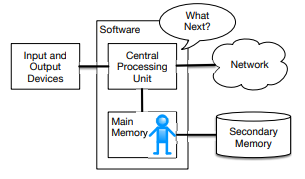 What
Next?
Software
Input and
Output
Devices
Central
Processing
Unit
Network
Main
Memory
Secondary
Memory